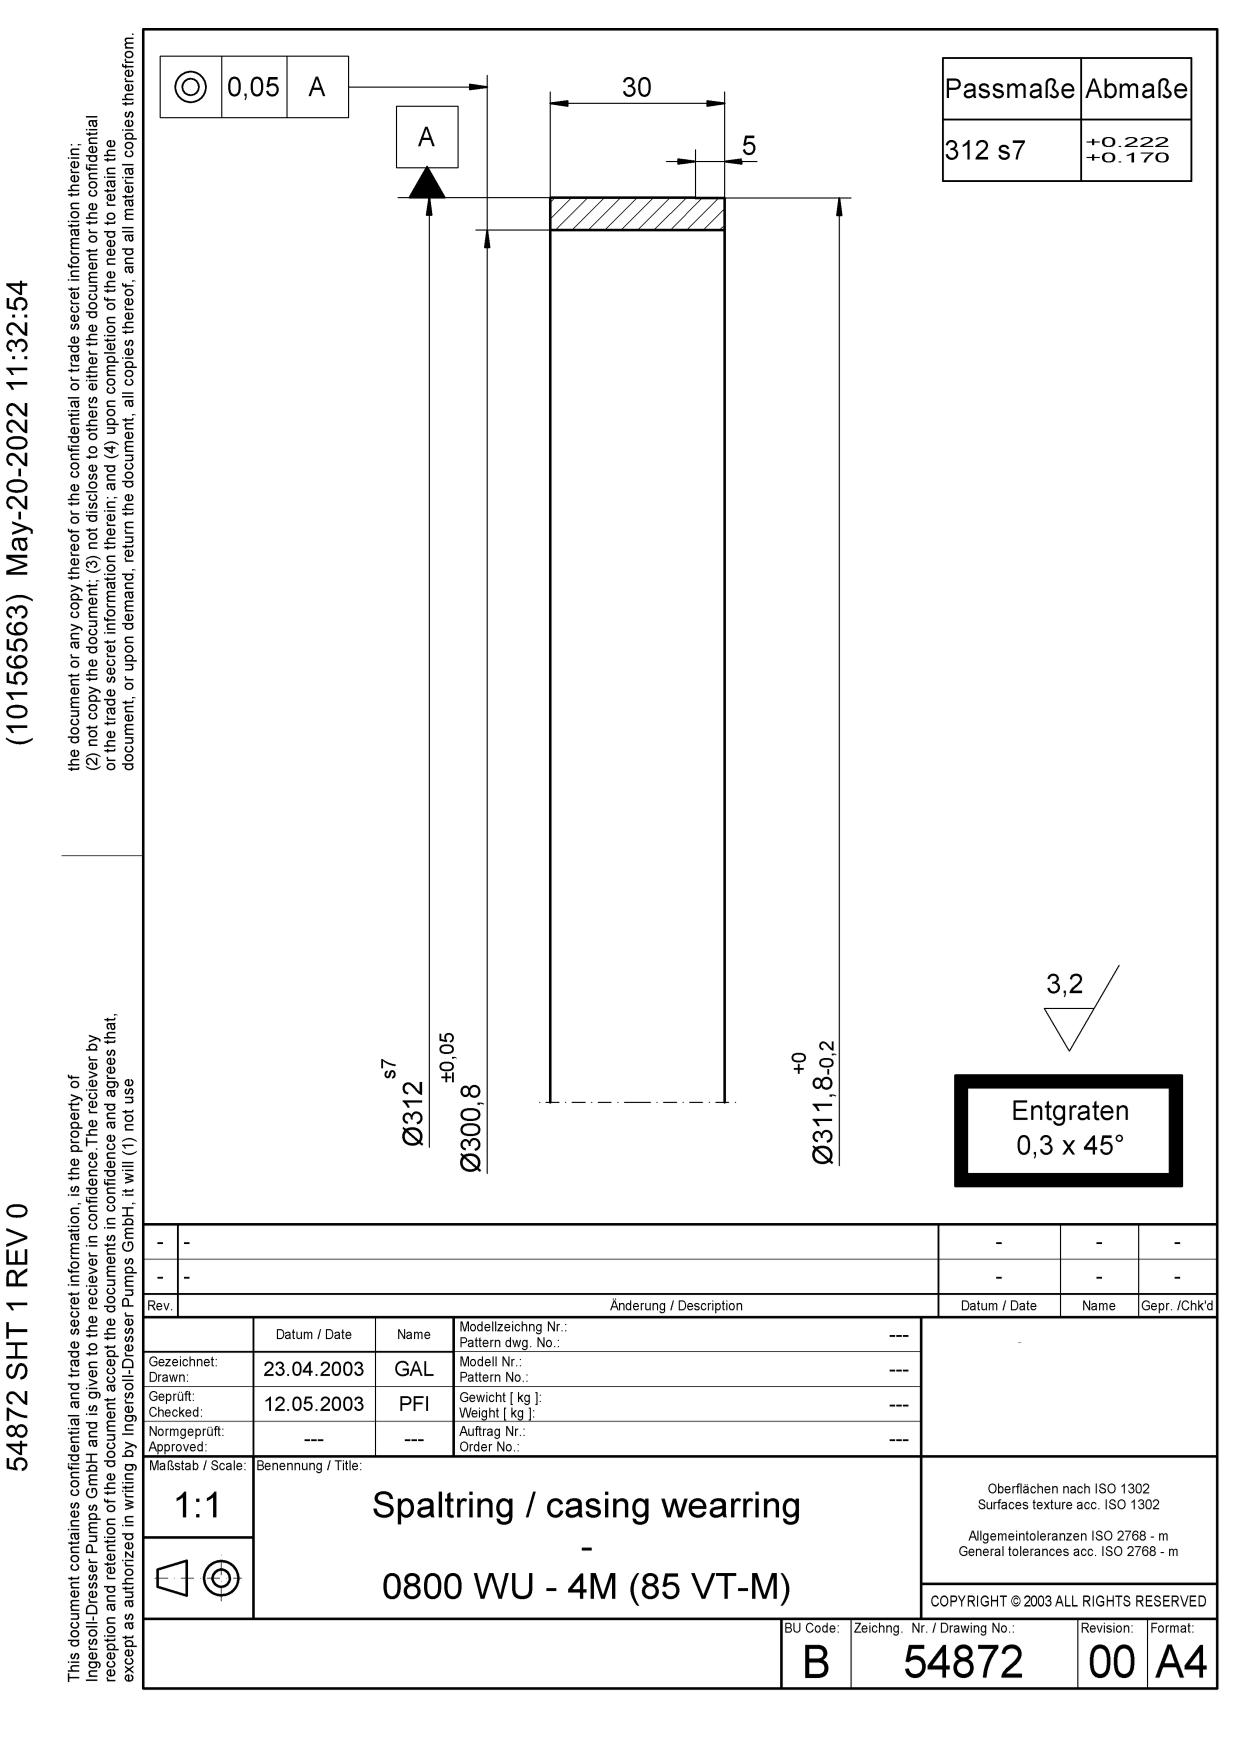 (10156563) May-20-2022 11:32:54
54872 SHT 1 REV 0
This document containes confidential and trade secret information, is the property of
Ingersoll-Dresser Pumps GmbH and is given to the reciever in confidence.The reciever by
reception and retention of the document accept the documents in confidence and agrees that,
except as authorized in writing by Ingersoll-Dresser Pumps GmbH, it will (1) not use
the document or any copy thereof or the confidential or trade secret information therein;
(2) not copy the document; (3) not disclose to others either the document or the confidential
or the trade secret information therein; and (4) upon completion of the need to retain the
document, or upon demand, return the document, all copies thereof, and all material copies therefrom.
0,05 A
A
30
5
Passmaße Abmaße
312 s7 +0.222
+0.170
Ø312 s7
Ø300,8 ±0,05
Ø311,8 +0
-0,2
3,2
Entgraten
0,3 x 45°
- - - - -
- - - - -
Rev. Änderung / Description Datum / Date Name Gepr. /Chk'd
Datum / Date Name
Modellzeichng Nr.:
Pattern dwg. No.: ---
Gezeichnet:
Drawn: 23.04.2003 GAL
Modell Nr.:
Pattern No.: ---
Geprüft:
Checked: 12.05.2003 PFI
Gewicht [ kg ]:
Weight [ kg ]: ---
Normgeprüft:
Approved: --- ---
Auftrag Nr.:
Order No.: ---
Maßstab / Scale:
1:1
Benennung / Title:
Spaltring / casing wearring
-
0800 WU - 4M (85 VT-M)
Oberflächen nach ISO 1302
Surfaces texture acc. ISO 1302
Allgemeintoleranzen ISO 2768 - m
General tolerances acc. ISO 2768 - m
COPYRIGHT © 2003 ALL RIGHTS RESERVED
BU Code: Zeichng. Nr. / Drawing No.: Revision: Format:
B 54872 00 A4